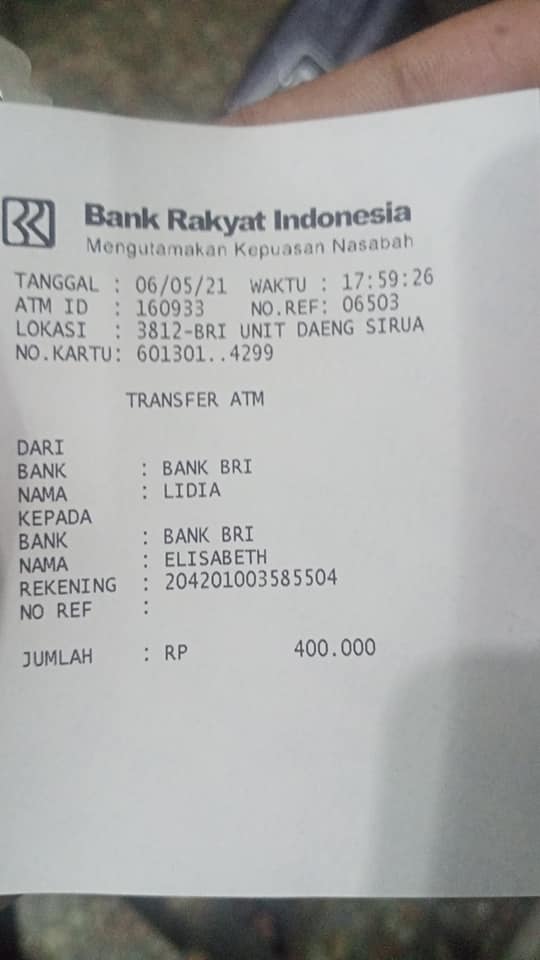 Bank Rakyat Indonesia
Mengutamakan Kepuasan Nasabah
TANGGAL : 06/05/21 WAKTU : 17:59:26
ATM ID : 160933 NO.REF: 06503
LOKASI : 3812-BRI UNIT DAENG SIRUA
NO.KARTU: 601301..4299
TRANSFER ATM
DARI
BANK : BANK BRI
NAMA : LIDIA
KEPADA
BANK : BANK BRI
NAMA : ELISABETH
REKENING : 204201003585504
NO REF :
JUMLAH : RP 400.000